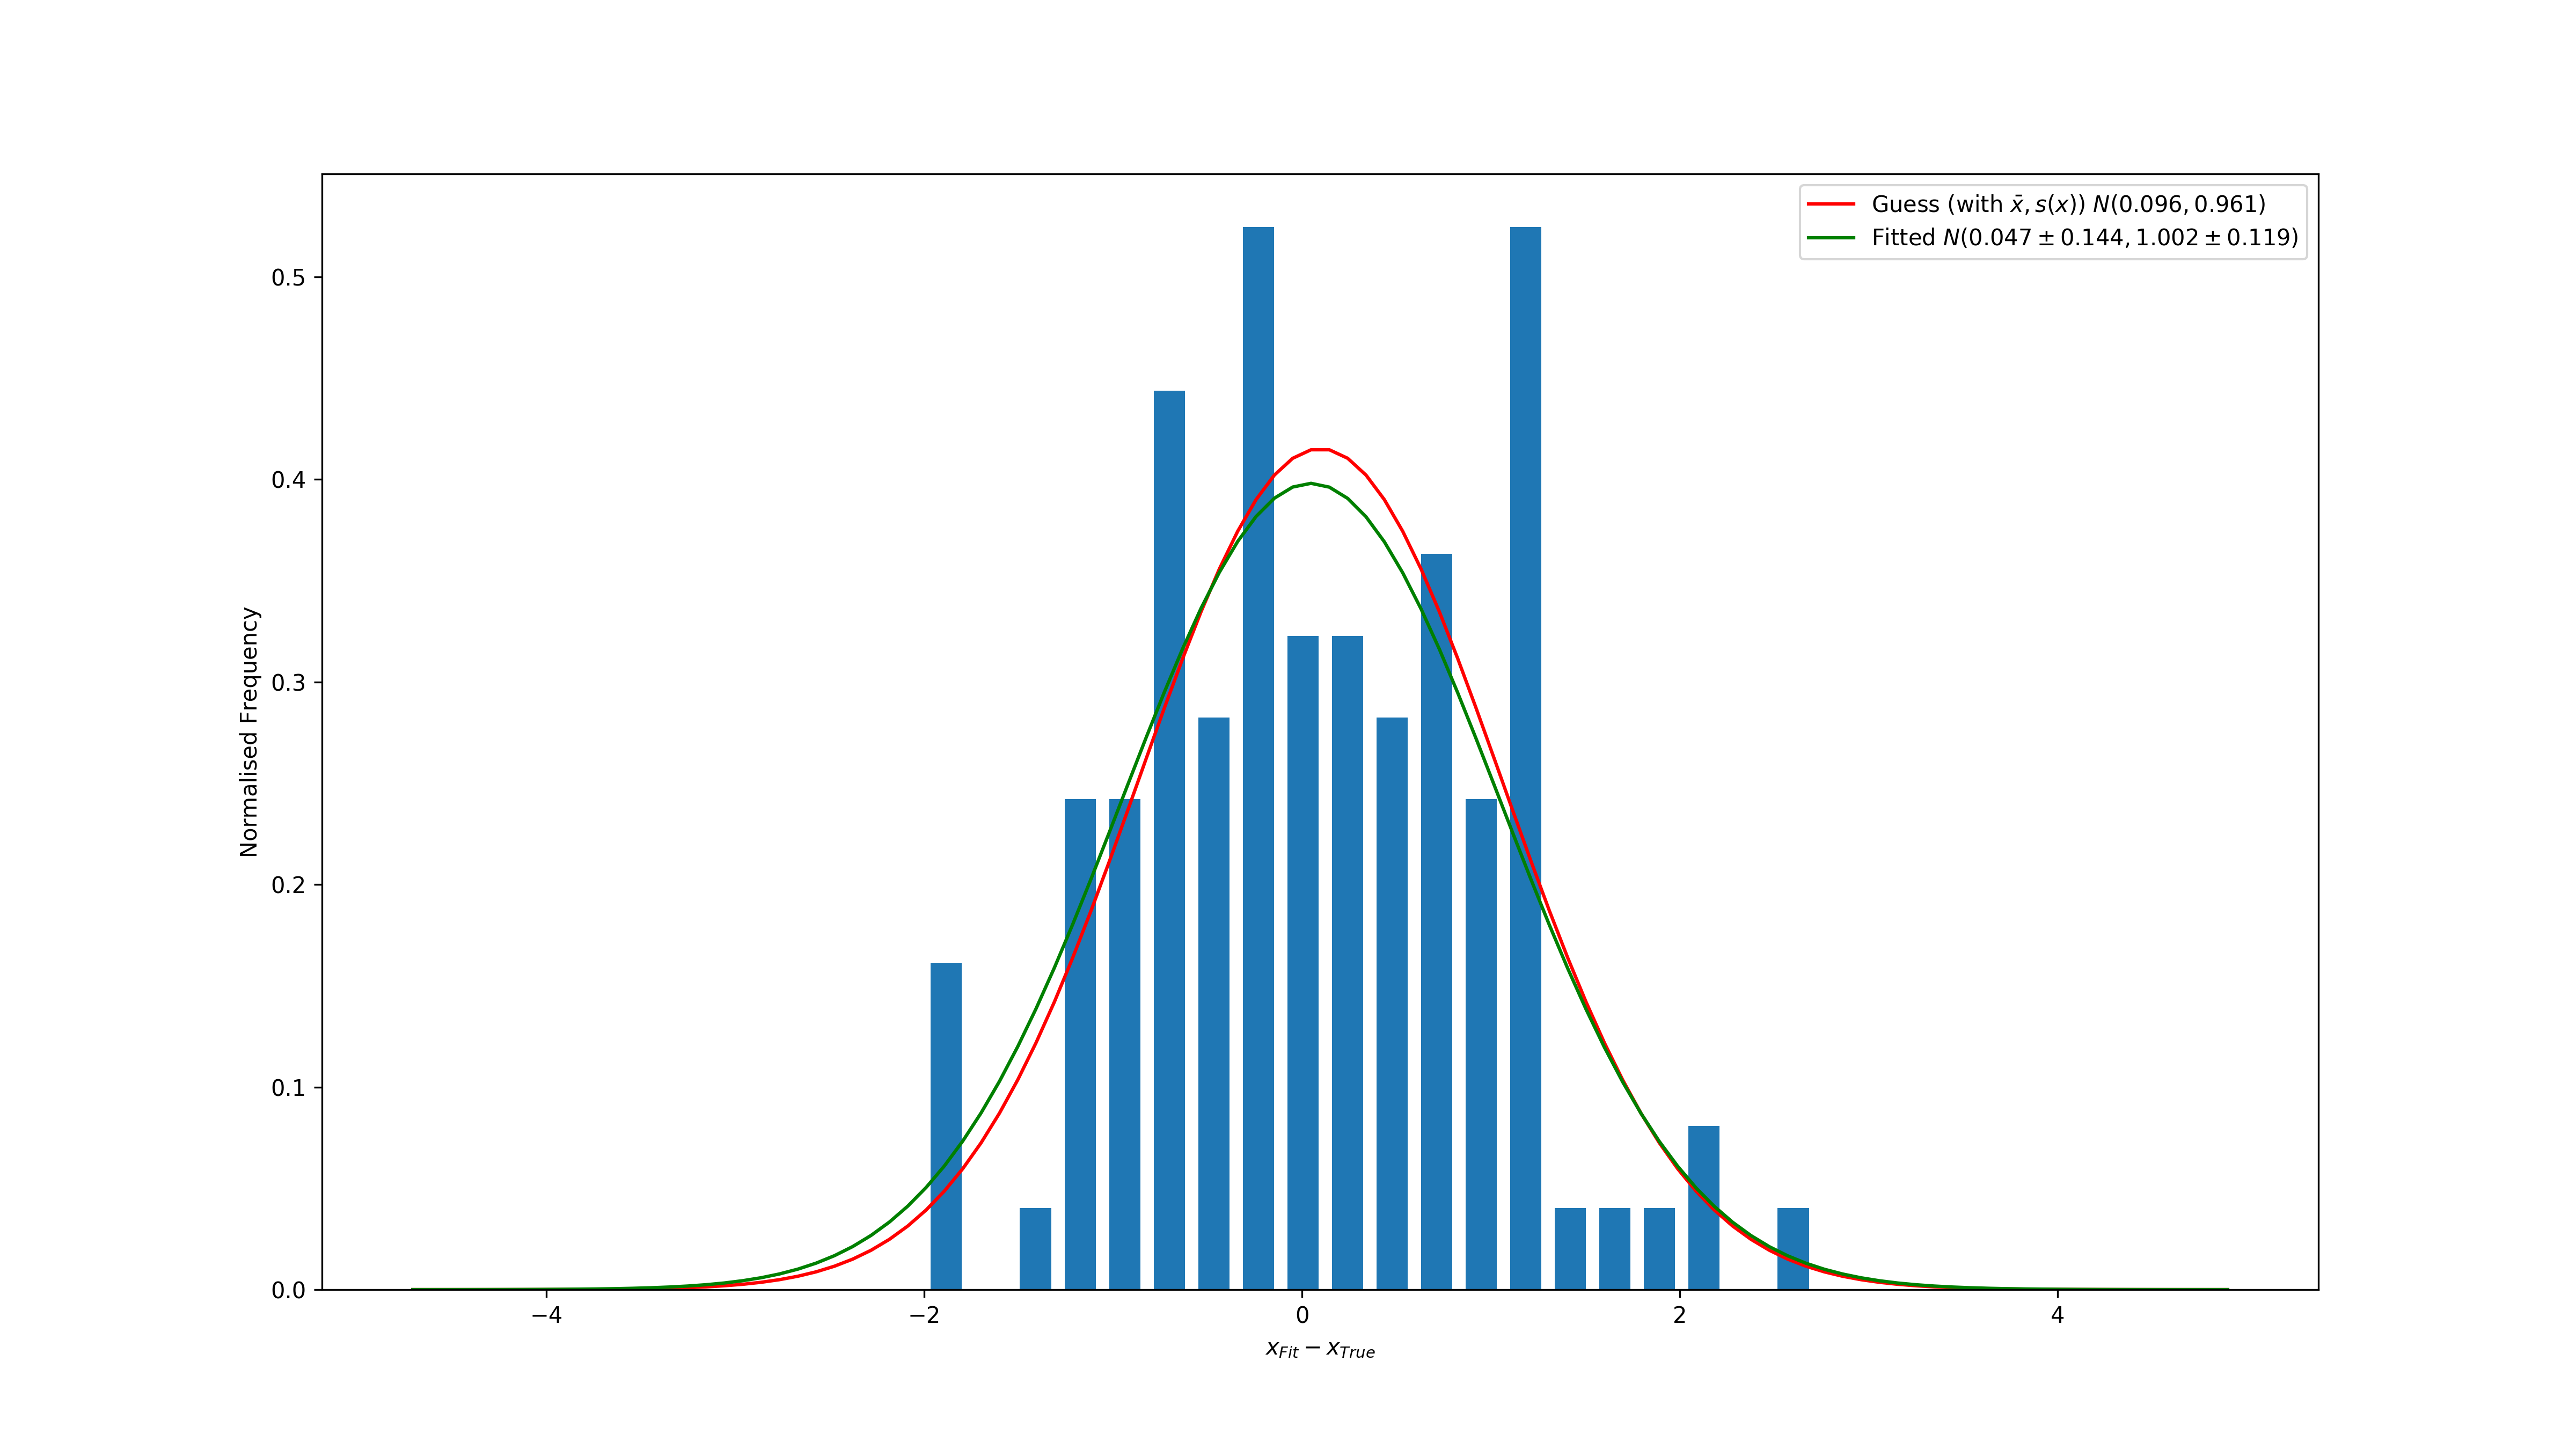 Guess (with x̄, s(x)) N(0.096, 0.961)
Fitted N(0.047 ± 0.144, 1.002 ± 0.119)
Normalised Frequency
0.5
0.4
0.3
0.2
0.1
0.0
−4
−2
0
2
4
x_Fit − x_True